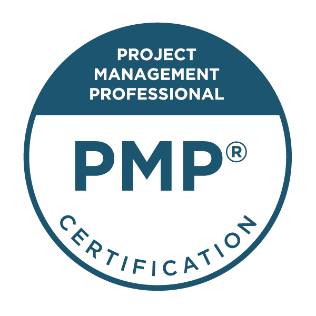 PROJECT
MANAGEMENT
PROFESSIONAL
PMP®
CERTIFICATION